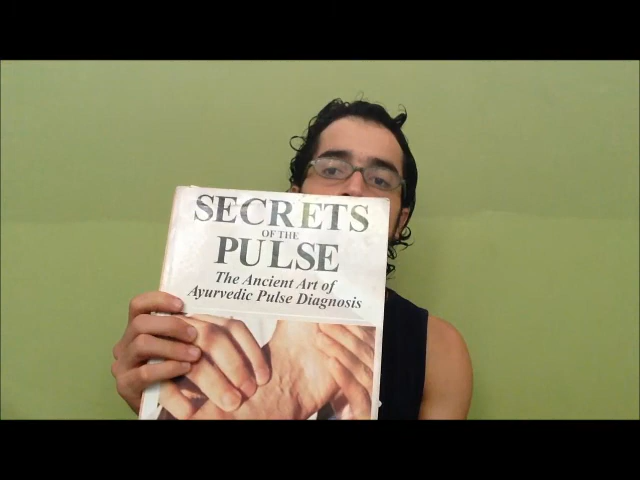 SECRETS
OF THE
PULSE
The Ancient Art of
Ayurvedic Pulse Diagnosis